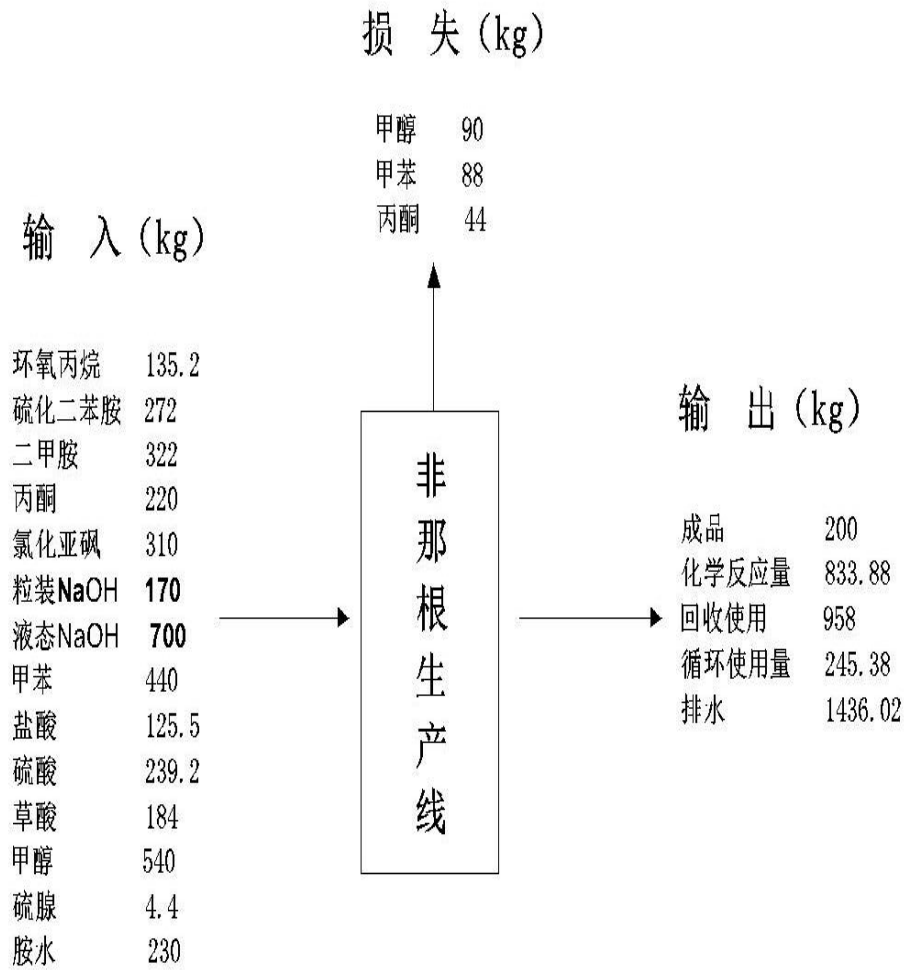 损 失(kg)
甲醇 90
甲苯 88
丙酮 44
输 入(kg)
环氧丙烷 135.2
硫化二苯胺 272
二甲胺 322
丙酮 220
氯化亚砜 310
粒装NaOH 170
液态NaOH 700
甲苯 440
盐酸 125.5
硫酸 239.2
草酸 184
甲醇 540
硫脲 4.4
胺水 230
非那根生产线
输 出(kg)
成品 200
化学反应量 833.88
回收使用 958
循环使用量 245.38
排水 1436.02